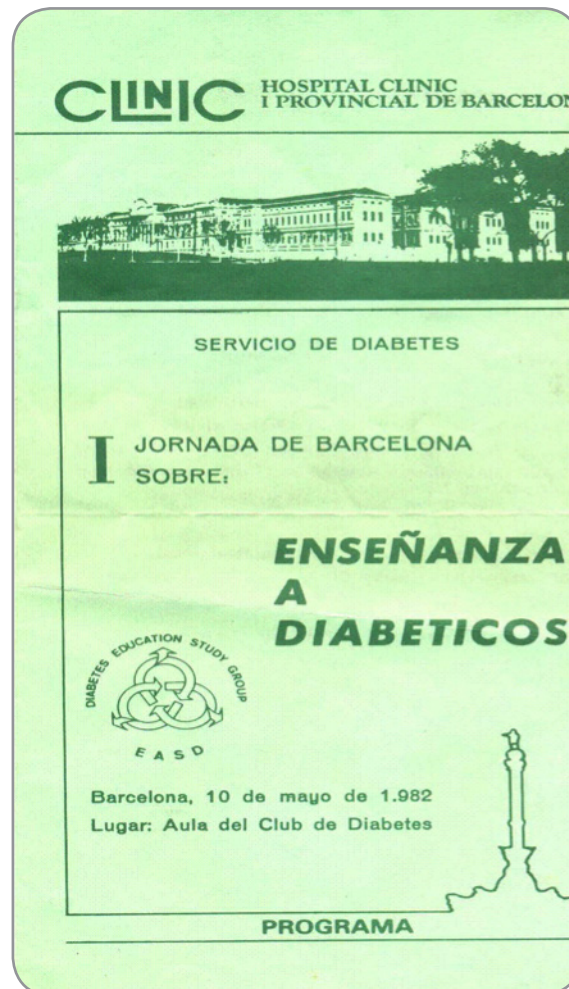 CLINIC
HOSPITAL CLINIC
I PROVINCIAL DE BARCELON
SERVICIO DE DIABETES
I JORNADA DE BARCELONA
SOBRE:
ENSEÑANZA
A
DIABETICOS
DIABETES EDUCATION STUDY GROUP
EASD
Barcelona, 10 de mayo de 1.982
Lugar: Aula del Club de Diabetes
PROGRAMA